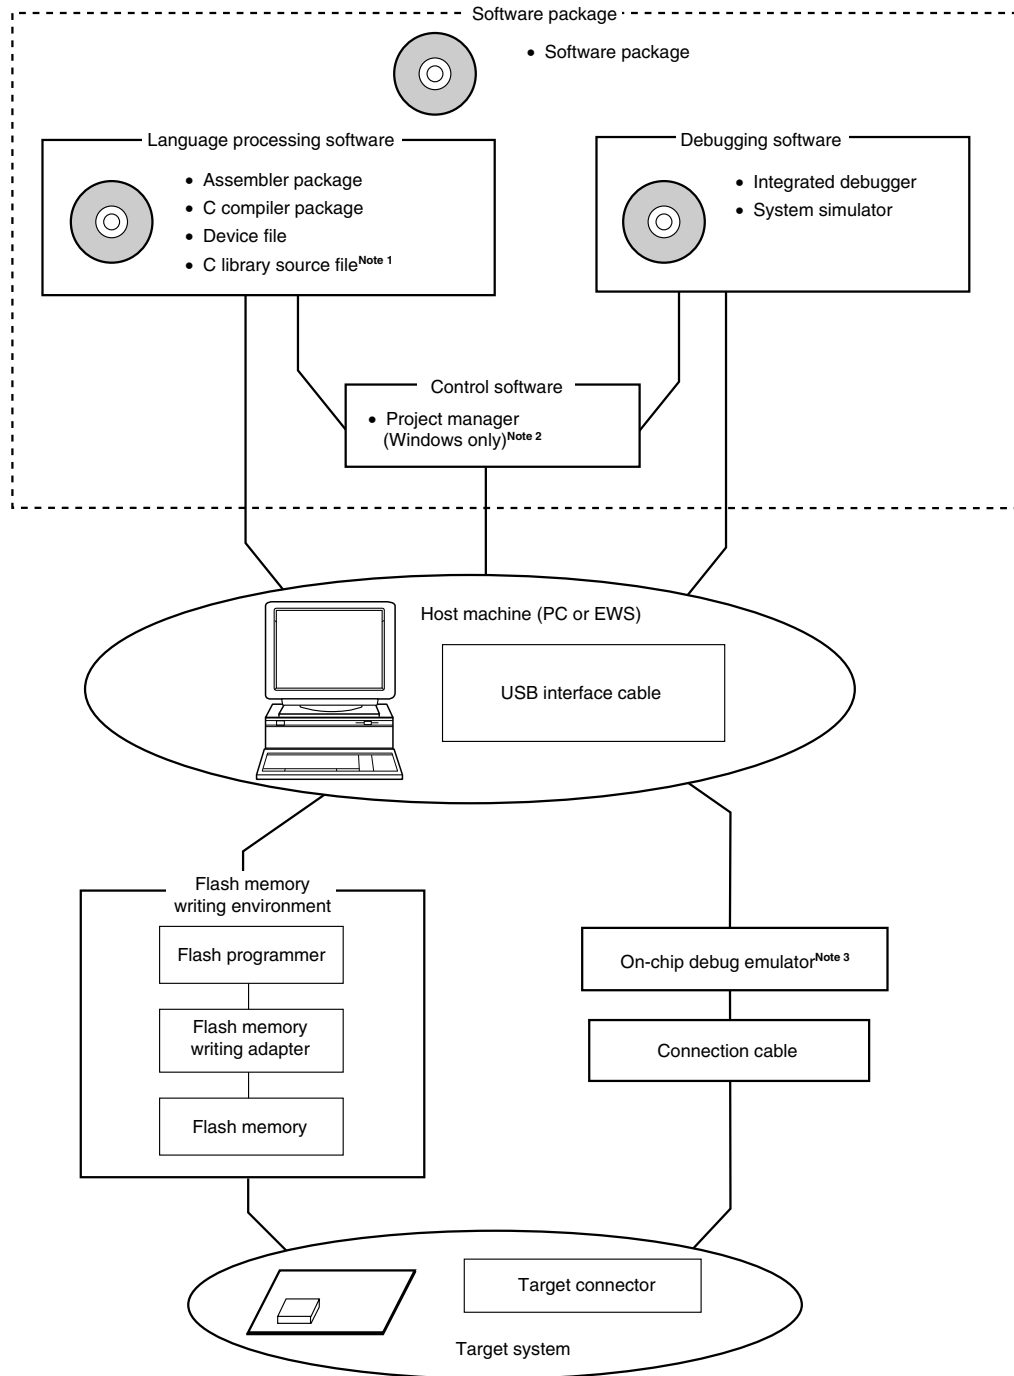 Software package
• Software package
Language processing software
• Assembler package
• C compiler package
• Device file
• C library source fileNote 1
Debugging software
• Integrated debugger
• System simulator
Control software
• Project manager
(Windows only)Note 2
Host machine (PC or EWS)
USB interface cable
Flash memory
writing environment
Flash programmer
Flash memory
writing adapter
Flash memory
On-chip debug emulatorNote 3
Connection cable
Target connector
Target system